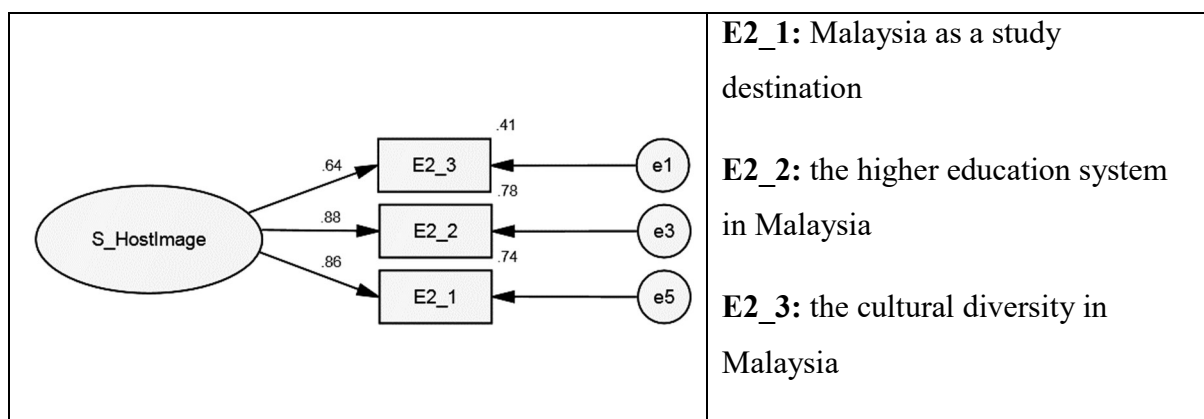 .41
.64
E2_3
e1
.78
.88
S_HostImage
E2_2
e3
.74
.86
E2_1
e5
E2_1: Malaysia as a study
destination
E2_2: the higher education system
in Malaysia
E2_3: the cultural diversity in
Malaysia